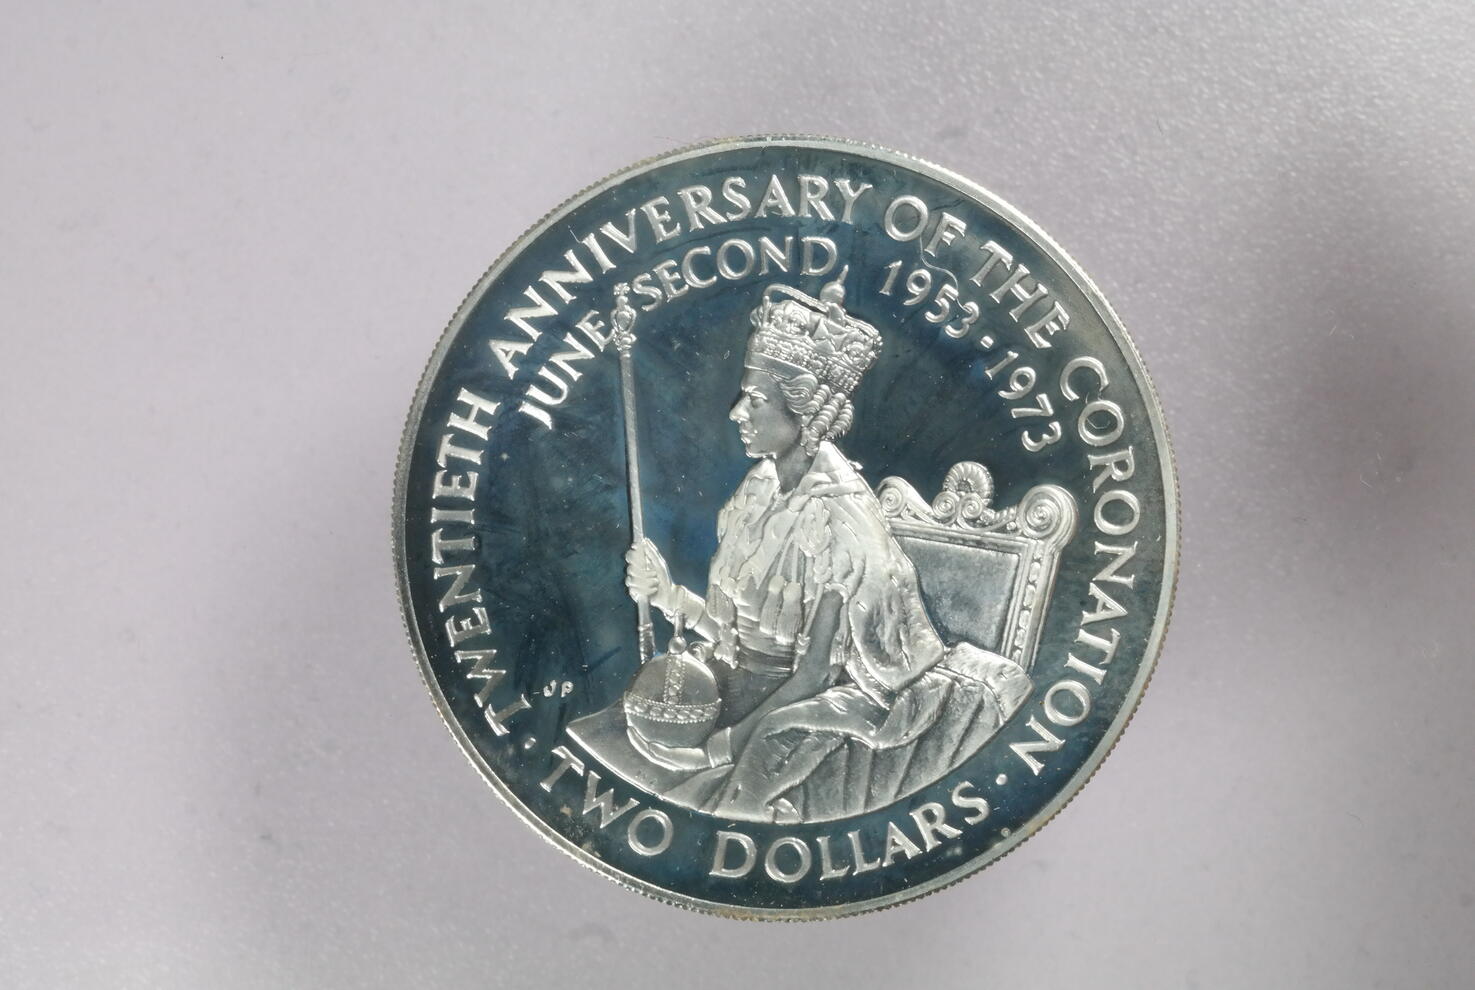 TWENTIETH ANNIVERSARY OF THE CORONATION
JUNE SECOND, 1953 · 1973
JP
· TWO DOLLARS ·